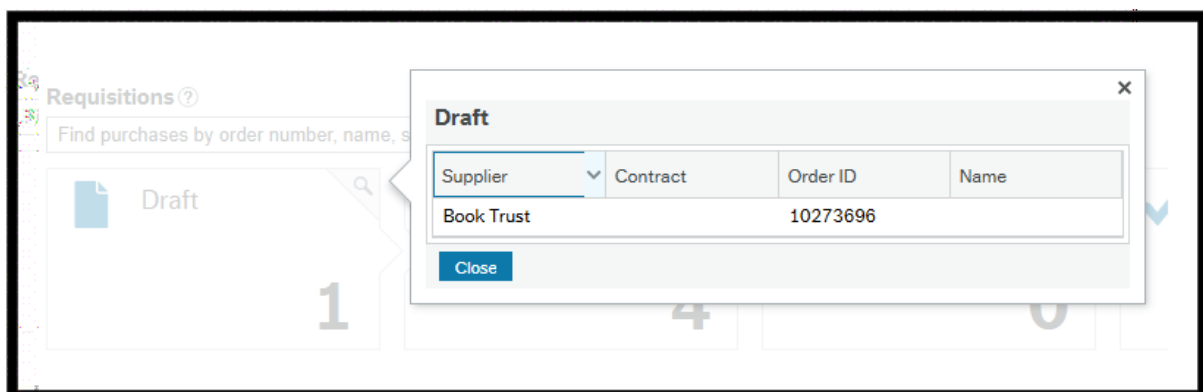 Re
Requisitions ?
Find purchases by order number, name, s
Draft
1
4
0
×
Draft
Supplier Contract Order ID Name
Book Trust 10273696
Close